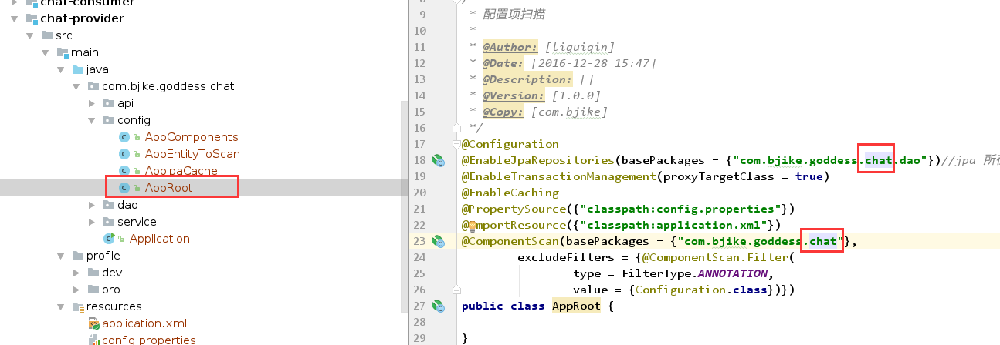 chat-consumer
chat-provider
src
main
java
com.bjike.goddess.chat
api
config
AppComponents
AppEntityToScan
AppJpaCache
AppRoot
dao
service
Application
profile
dev
pro
resources
application.xml
config.properties
9 * 配置项扫描
10 *
11 * @Author: [liguiqin]
12 * @Date: [2016-12-28 15:47]
13 * @Description: []
14 * @Version: [1.0.0]
15 * @Copy: [com.bjike]
16 */
17 @Configuration
18 @EnableJpaRepositories(basePackages = {"com.bjike.goddess.chat.dao"})//jpa
19 @EnableTransactionManagement(proxyTargetClass = true)
20 @EnableCaching
21 @PropertySource({"classpath:config.properties"})
22 @ImportResource({"classpath:application.xml"})
23 @ComponentScan(basePackages = {"com.bjike.goddess.chat"},
24 excludeFilters = {@ComponentScan.Filter(
25 type = FilterType.ANNOTATION,
26 value = {Configuration.class})})
27 public class AppRoot {
28
29 }